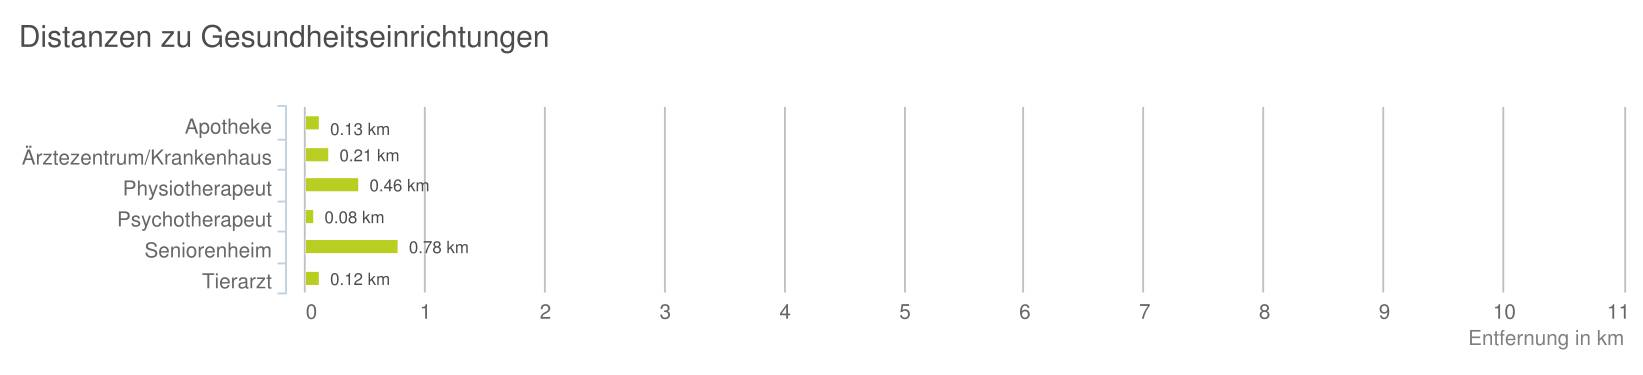 Distanzen zu Gesundheitseinrichtungen
Apotheke 0.13 km
Ärztezentrum/Krankenhaus 0.21 km
Physiotherapeut 0.46 km
Psychotherapeut 0.08 km
Seniorenheim 0.78 km
Tierarzt 0.12 km
0 1 2 3 4 5 6 7 8 9 10 11
Entfernung in km